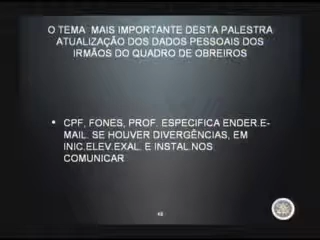 O TEMA MAIS IMPORTANTE DESTA PALESTRA
ATUALIZAÇÃO DOS DADOS PESSOAIS DOS
IRMÃOS DO QUADRO DE OBREIROS
• CPF, FONES, PROF. ESPECIFICA ENDER.E-
MAIL. SE HOUVER DIVERGÊNCIAS, EM
INIC.ELEV.EXAL. E INSTAL.NOS
COMUNICAR